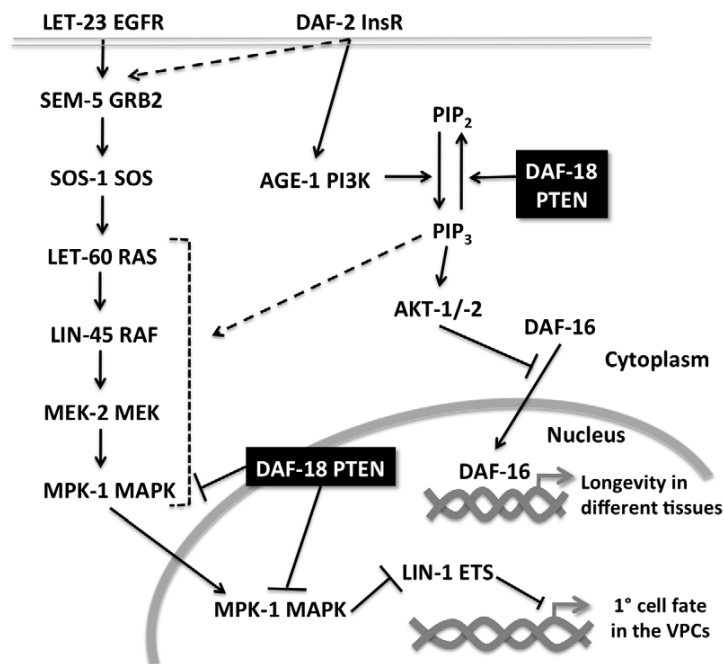 LET-23 EGFR
DAF-2 InsR
SEM-5 GRB2
SOS-1 SOS
LET-60 RAS
LIN-45 RAF
MEK-2 MEK
MPK-1 MAPK
AGE-1 PI3K
PIP₂
DAF-18
PTEN
PIP₃
AKT-1/-2
DAF-16
Cytoplasm
Nucleus
DAF-16
Longevity in
different tissues
DAF-18 PTEN
MPK-1 MAPK
LIN-1 ETS
1° cell fate
in the VPCs